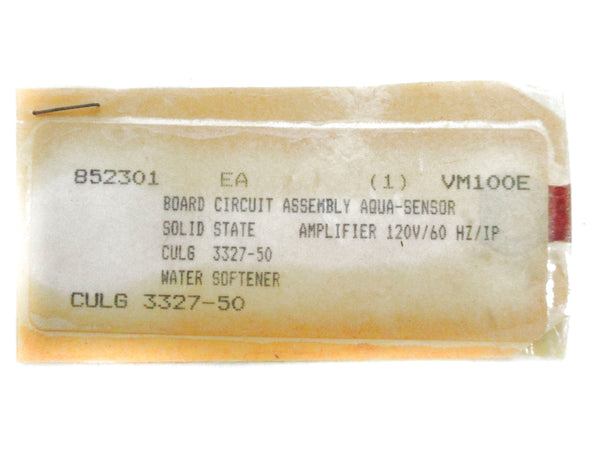 852301 EA (1) VM100E
BOARD CIRCUIT ASSEMBLY AQUA-SENSOR
SOLID STATE AMPLIFIER 120V/60 HZ/IP
CULG 3327-50
WATER SOFTENER
CULG 3327-50